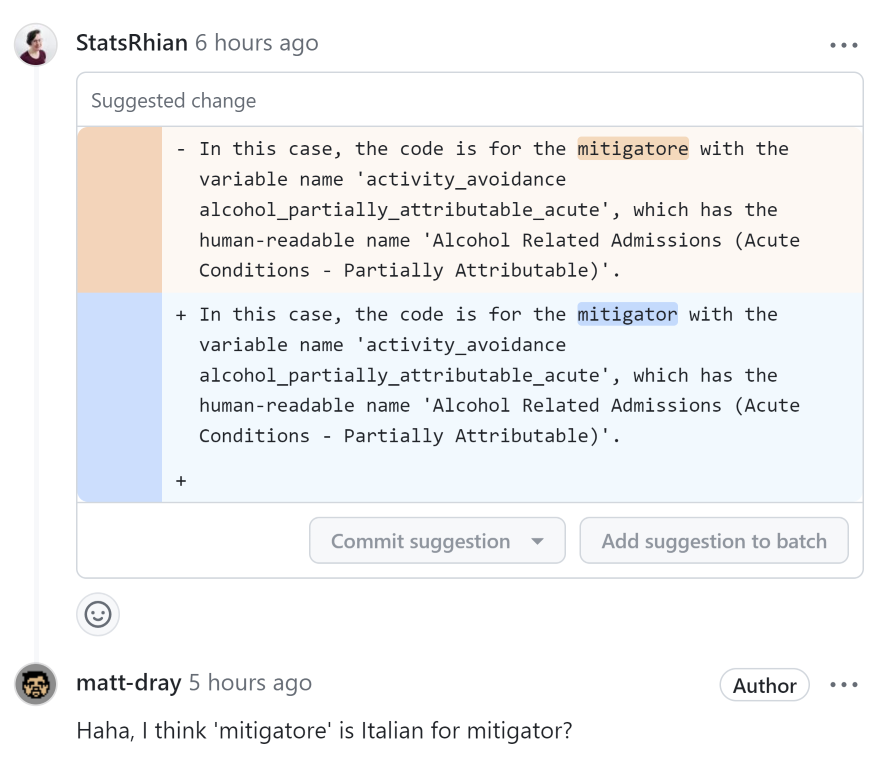 StatsRhian 6 hours ago
Suggested change
- In this case, the code is for the mitigatore with the
variable name 'activity_avoidance
alcohol_partially_attributable_acute', which has the
human-readable name 'Alcohol Related Admissions (Acute
Conditions - Partially Attributable)'.
+ In this case, the code is for the mitigator with the
variable name 'activity_avoidance
alcohol_partially_attributable_acute', which has the
human-readable name 'Alcohol Related Admissions (Acute
Conditions - Partially Attributable)'.
+
Commit suggestion Add suggestion to batch
matt-dray 5 hours ago Author
Haha, I think 'mitigatore' is Italian for mitigator?